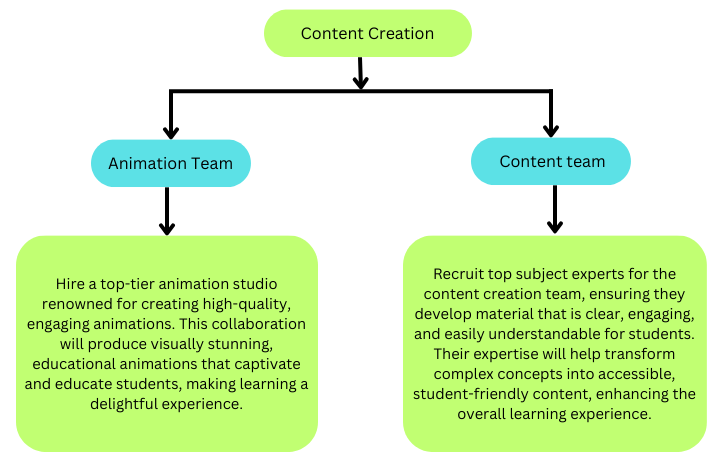 Content Creation
Animation Team
Content team
Hire a top-tier animation studio
renowned for creating high-quality,
engaging animations. This collaboration
will produce visually stunning,
educational animations that captivate
and educate students, making learning a
delightful experience.
Recruit top subject experts for the
content creation team, ensuring they
develop material that is clear, engaging,
and easily understandable for students.
Their expertise will help transform
complex concepts into accessible,
student-friendly content, enhancing the
overall learning experience.